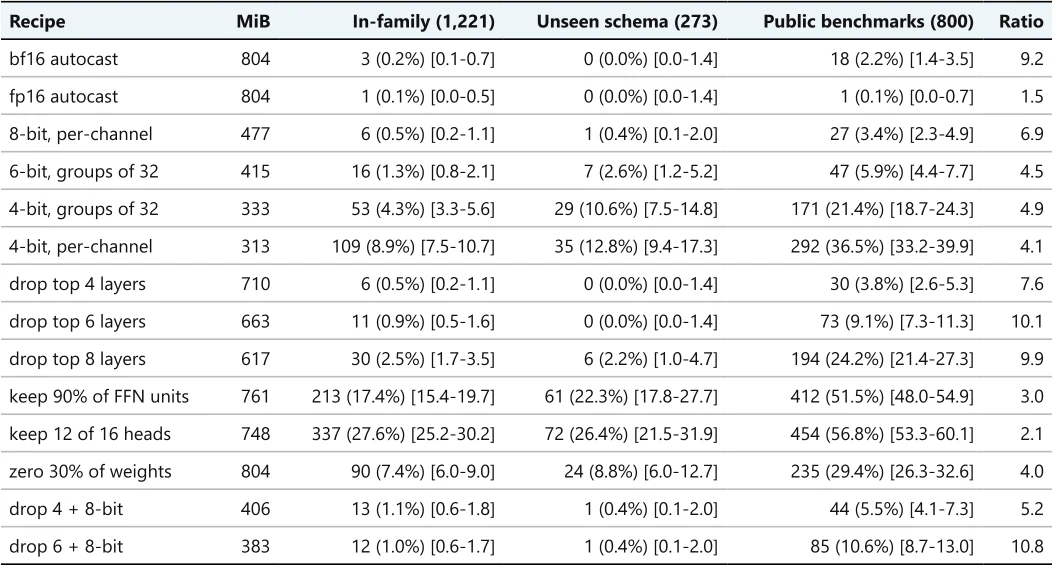 Recipe MiB In-family (1,221) Unseen schema (273) Public benchmarks (800) Ratio
bf16 autocast 804 3 (0.2%) [0.1-0.7] 0 (0.0%) [0.0-1.4] 18 (2.2%) [1.4-3.5] 9.2
fp16 autocast 804 1 (0.1%) [0.0-0.5] 0 (0.0%) [0.0-1.4] 1 (0.1%) [0.0-0.7] 1.5
8-bit, per-channel 477 6 (0.5%) [0.2-1.1] 1 (0.4%) [0.1-2.0] 27 (3.4%) [2.3-4.9] 6.9
6-bit, groups of 32 415 16 (1.3%) [0.8-2.1] 7 (2.6%) [1.2-5.2] 47 (5.9%) [4.4-7.7] 4.5
4-bit, groups of 32 333 53 (4.3%) [3.3-5.6] 29 (10.6%) [7.5-14.8] 171 (21.4%) [18.7-24.3] 4.9
4-bit, per-channel 313 109 (8.9%) [7.5-10.7] 35 (12.8%) [9.4-17.3] 292 (36.5%) [33.2-39.9] 4.1
drop top 4 layers 710 6 (0.5%) [0.2-1.1] 0 (0.0%) [0.0-1.4] 30 (3.8%) [2.6-5.3] 7.6
drop top 6 layers 663 11 (0.9%) [0.5-1.6] 0 (0.0%) [0.0-1.4] 73 (9.1%) [7.3-11.3] 10.1
drop top 8 layers 617 30 (2.5%) [1.7-3.5] 6 (2.2%) [1.0-4.7] 194 (24.2%) [21.4-27.3] 9.9
keep 90% of FFN units 761 213 (17.4%) [15.4-19.7] 61 (22.3%) [17.8-27.7] 412 (51.5%) [48.0-54.9] 3.0
keep 12 of 16 heads 748 337 (27.6%) [25.2-30.2] 72 (26.4%) [21.5-31.9] 454 (56.8%) [53.3-60.1] 2.1
zero 30% of weights 804 90 (7.4%) [6.0-9.0] 24 (8.8%) [6.0-12.7] 235 (29.4%) [26.3-32.6] 4.0
drop 4 + 8-bit 406 13 (1.1%) [0.6-1.8] 1 (0.4%) [0.1-2.0] 44 (5.5%) [4.1-7.3] 5.2
drop 6 + 8-bit 383 12 (1.0%) [0.6-1.7] 1 (0.4%) [0.1-2.0] 85 (10.6%) [8.7-13.0] 10.8